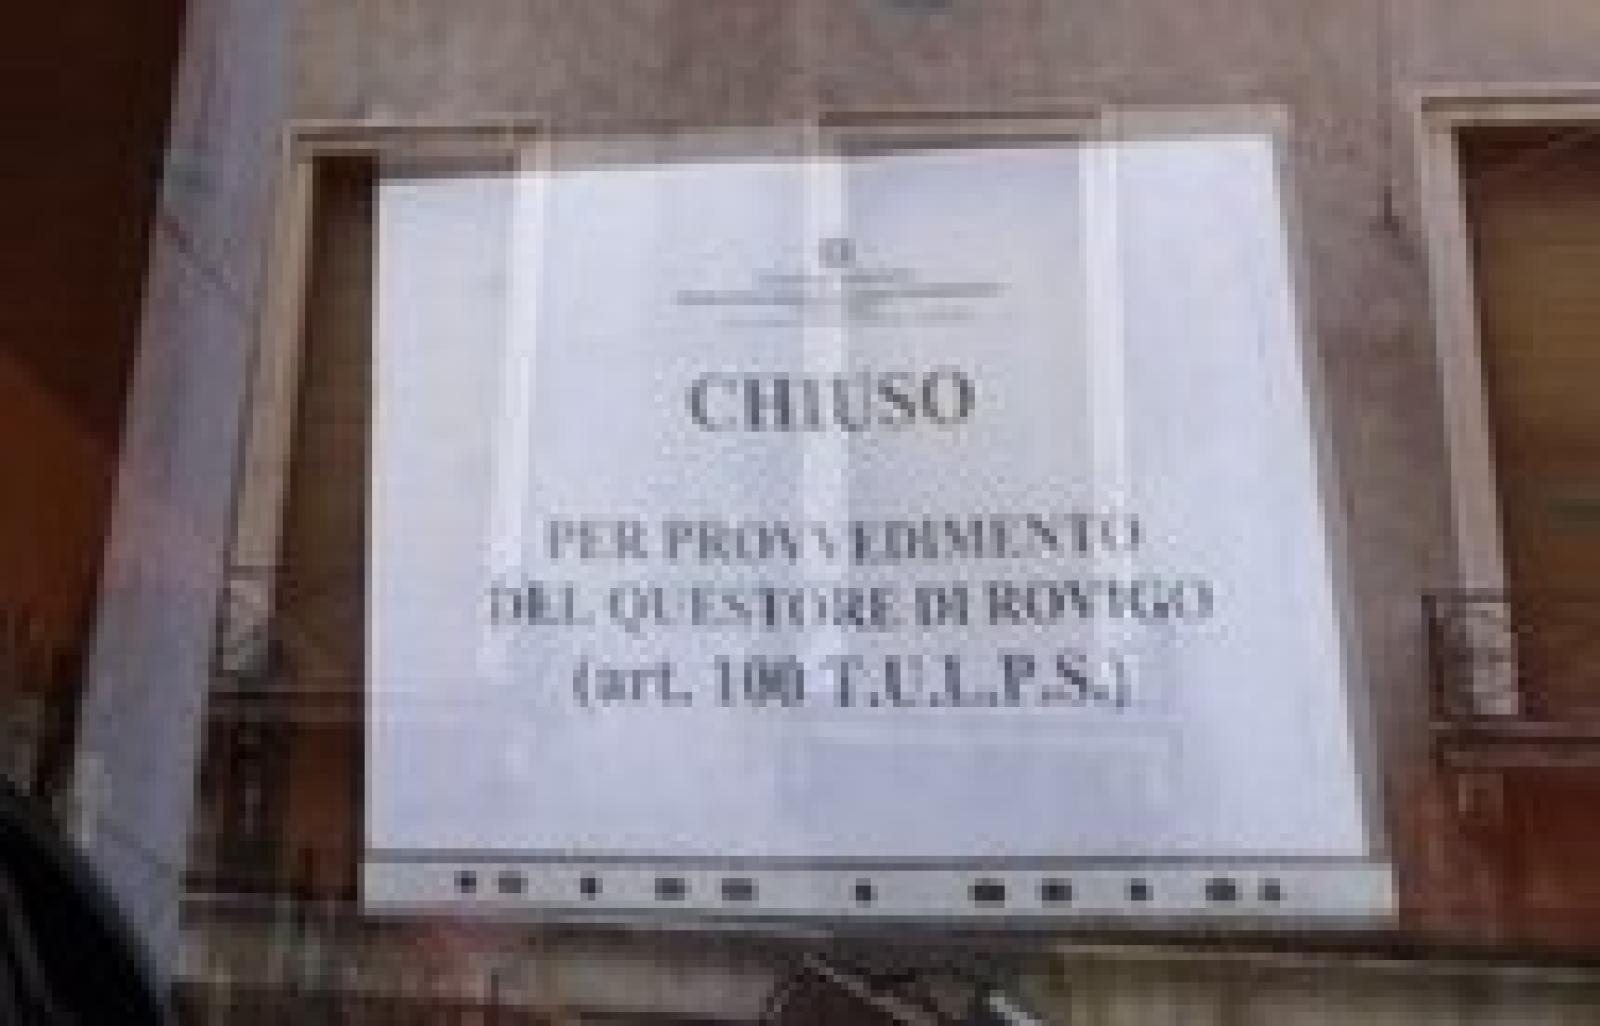 CHIUSO
PER PROVVEDIMENTO
DEL QUESTORE DI ROVIGO
(art. 100 T.U.L.P.S.)